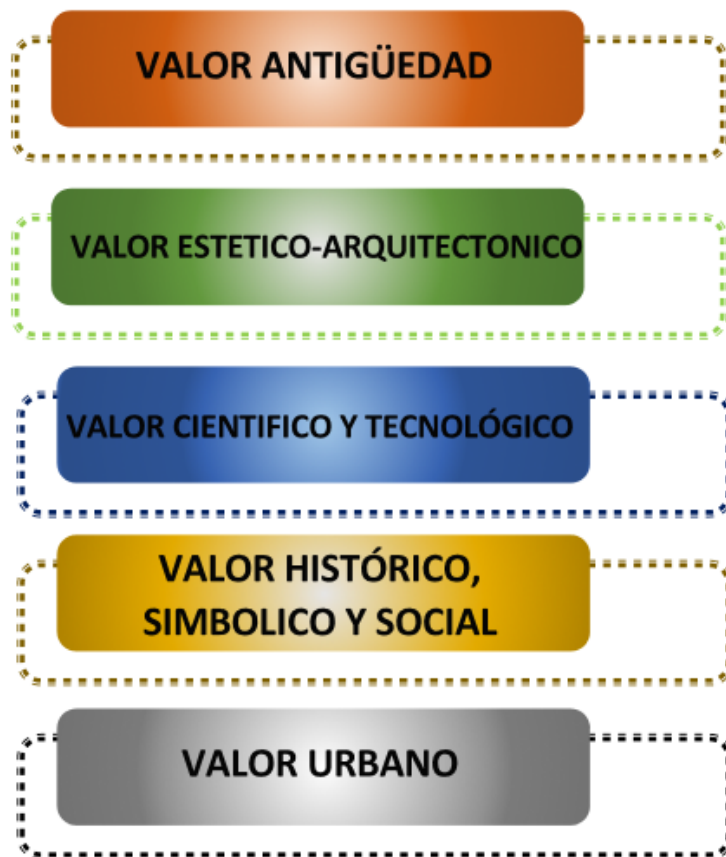 VALOR ANTIGÜEDAD
VALOR ESTETICO-ARQUITECTONICO
VALOR CIENTIFICO Y TECNOLÓGICO
VALOR HISTÓRICO,
SIMBOLICO Y SOCIAL
VALOR URBANO